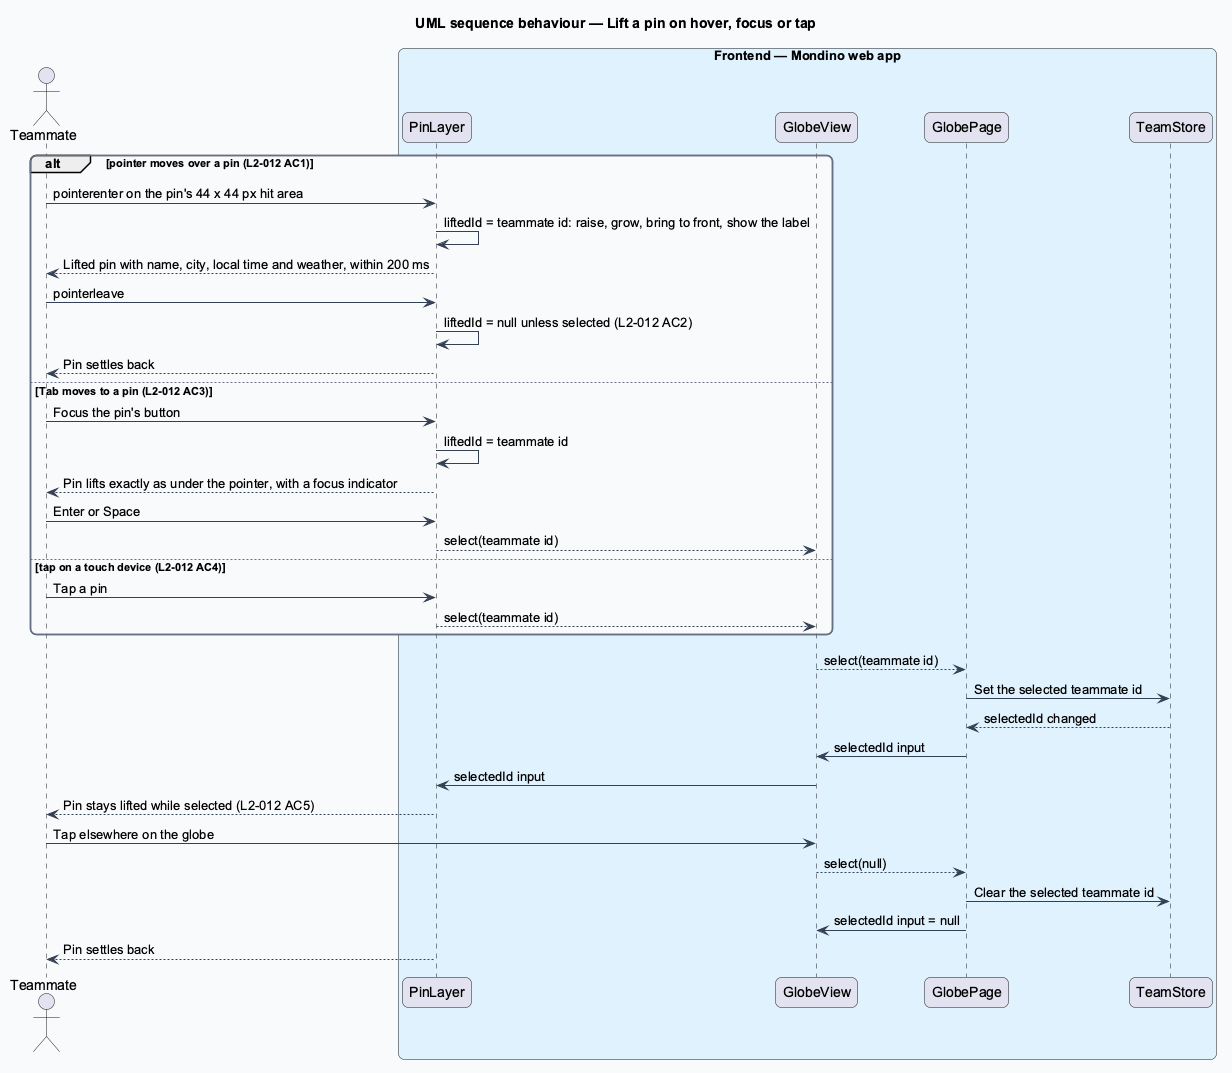 UML sequence behaviour — Lift a pin on hover, focus or tap
Frontend — Mondino web app
Teammate
PinLayer
GlobeView
GlobePage
TeamStore
alt
[pointer moves over a pin (L2-012 AC1)]
pointerenter on the pin's 44 x 44 px hit area
liftedId = teammate id: raise, grow, bring to front, show the label
Lifted pin with name, city, local time and weather, within 200 ms
pointerleave
liftedId = null unless selected (L2-012 AC2)
Pin settles back
[Tab moves to a pin (L2-012 AC3)]
Focus the pin's button
liftedId = teammate id
Pin lifts exactly as under the pointer, with a focus indicator
Enter or Space
select(teammate id)
[tap on a touch device (L2-012 AC4)]
Tap a pin
select(teammate id)
select(teammate id)
Set the selected teammate id
selectedId changed
selectedId input
selectedId input
Pin stays lifted while selected (L2-012 AC5)
Tap elsewhere on the globe
select(null)
Clear the selected teammate id
selectedId input = null
Pin settles back
Teammate
PinLayer
GlobeView
GlobePage
TeamStore